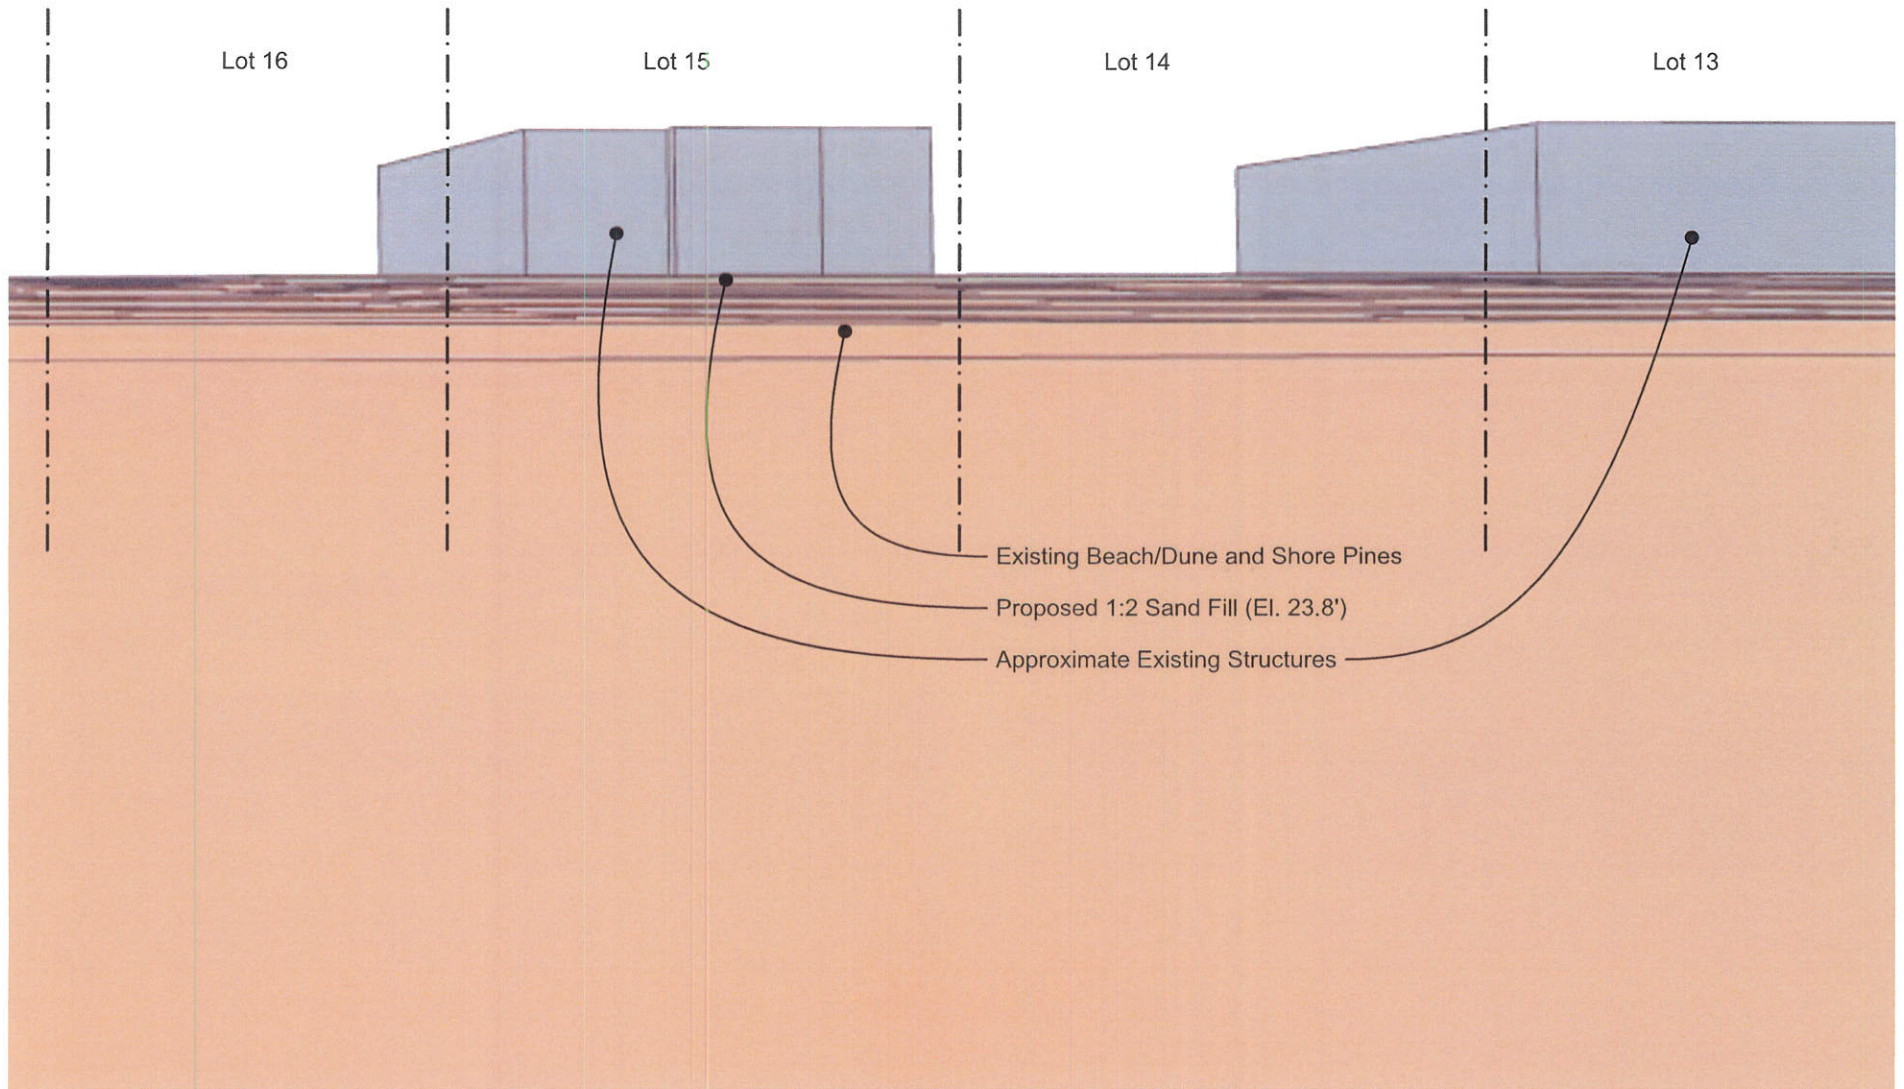 Lot 16
Lot 15
Lot 14
Lot 13
Existing Beach/Dune and Shore Pines
Proposed 1:2 Sand Fill (El. 23.8')
Approximate Existing Structures